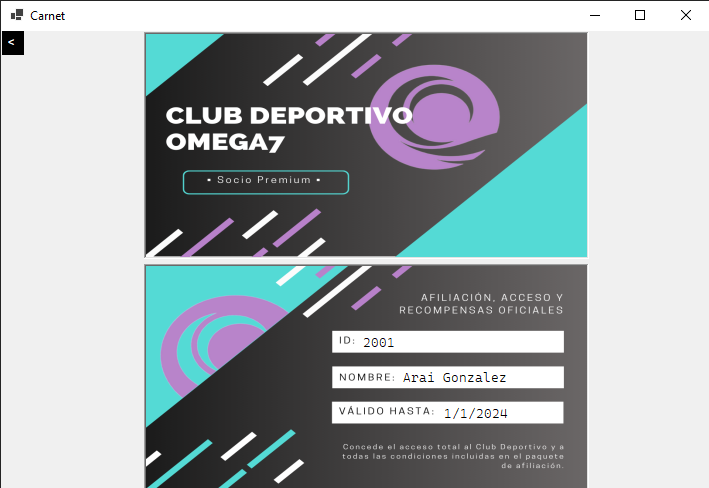 Carnet
<
CLUB DEPORTIVO
OMEGA7
• Socio Premium •
AFILIACIÓN, ACCESO Y
RECOMPENSAS OFICIALES
ID: 2001
NOMBRE: Arai Gonzalez
VÁLIDO HASTA: 1/1/2024
Concede el acceso total al Club Deportivo y a
todas las condiciones incluidas en el paquete
de afiliación.